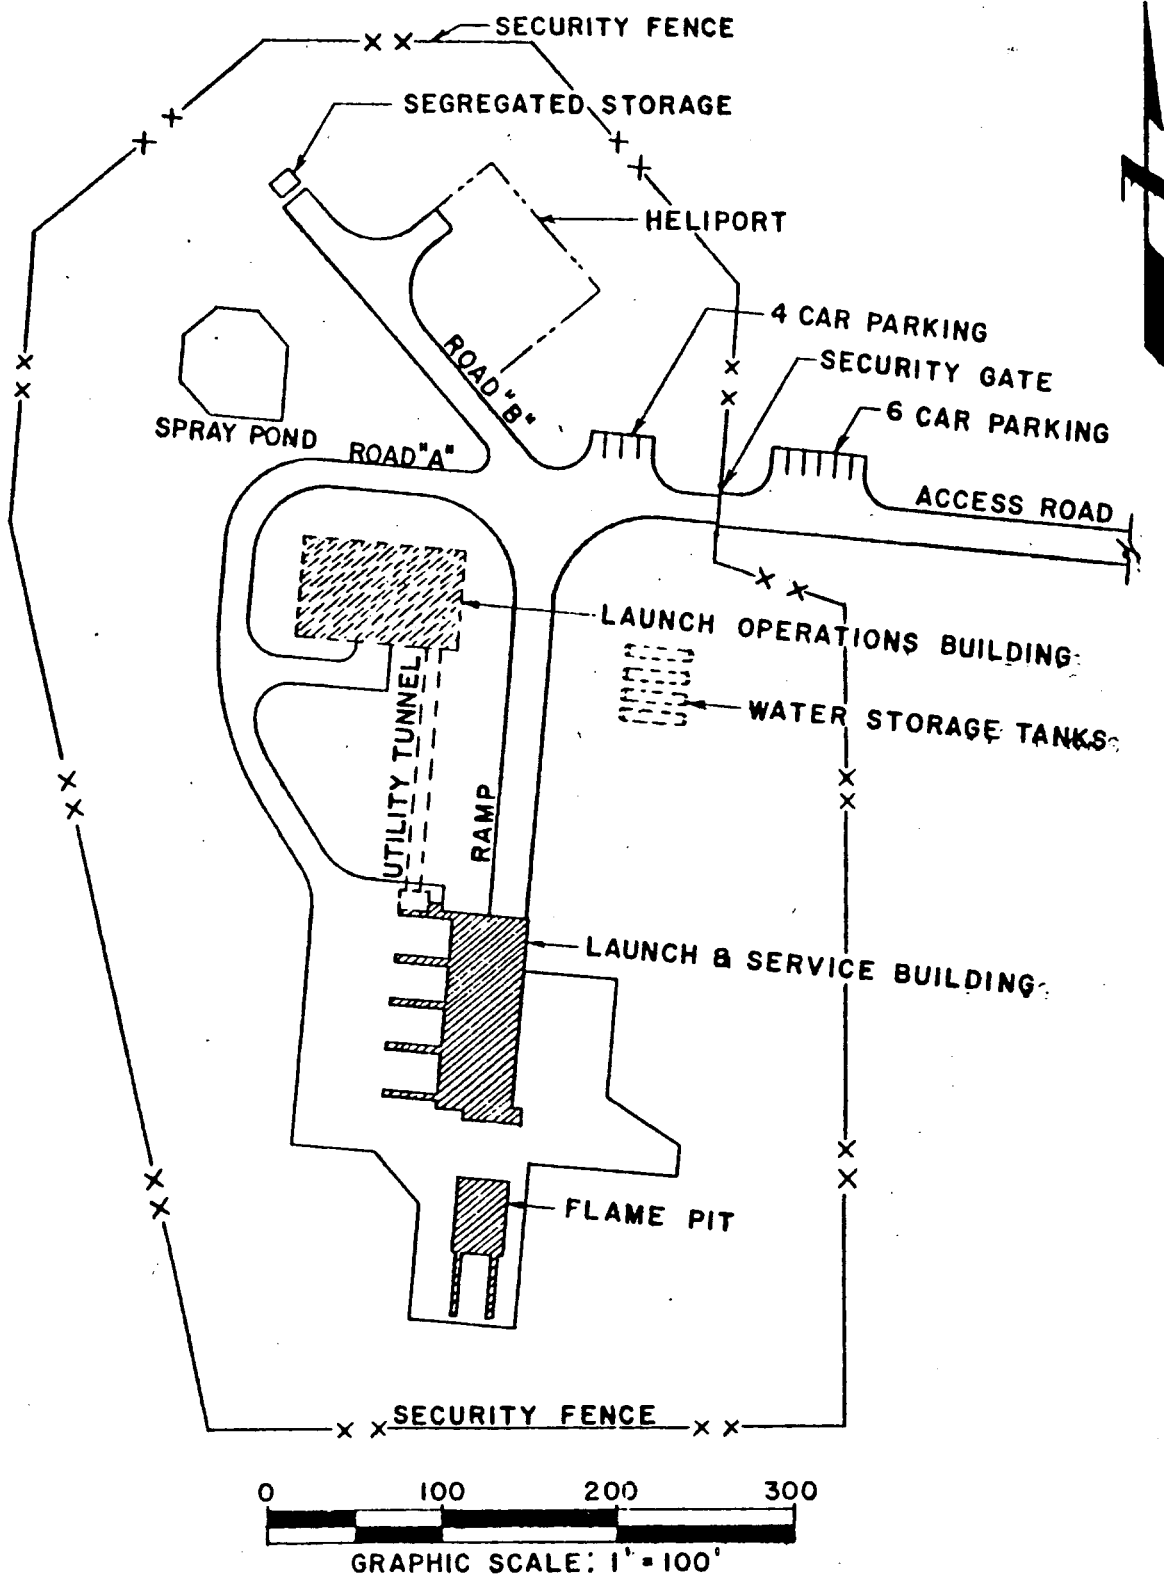 SECURITY FENCE
SEGREGATED STORAGE
HELIPORT
4 CAR PARKING
SECURITY GATE
6 CAR PARKING
ROAD "B"
SPRAY POND
ROAD "A"
ACCESS ROAD
LAUNCH OPERATIONS BUILDING
UTILITY TUNNEL
WATER STORAGE TANKS
RAMP
LAUNCH & SERVICE BUILDING
FLAME PIT
SECURITY FENCE
0 100 200 300
GRAPHIC SCALE: 1' = 100'